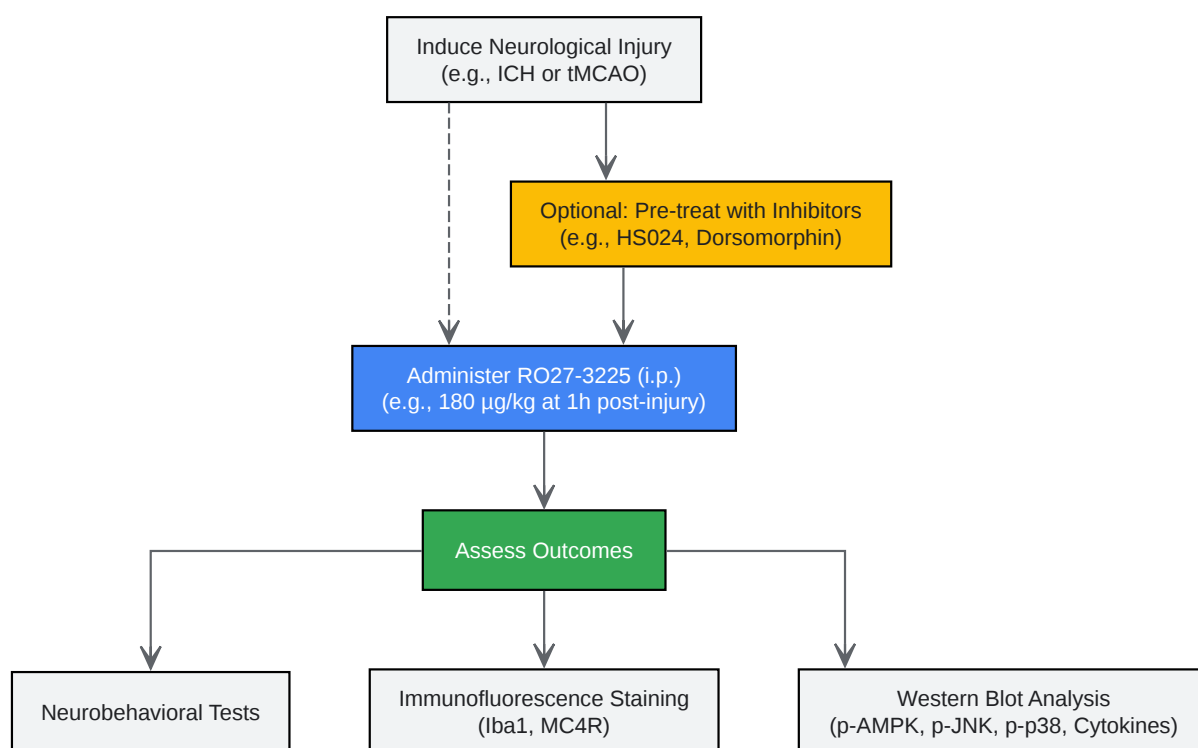 Induce Neurological Injury
(e.g., ICH or tMCAO)
Optional: Pre-treat with Inhibitors
(e.g., HS024, Dorsomorphin)
Administer RO27-3225 (i.p.)
(e.g., 180 µg/kg at 1h post-injury)
Assess Outcomes
Neurobehavioral Tests
Immunofluorescence Staining
(Iba1, MC4R)
Western Blot Analysis
(p-AMPK, p-JNK, p-p38, Cytokines)